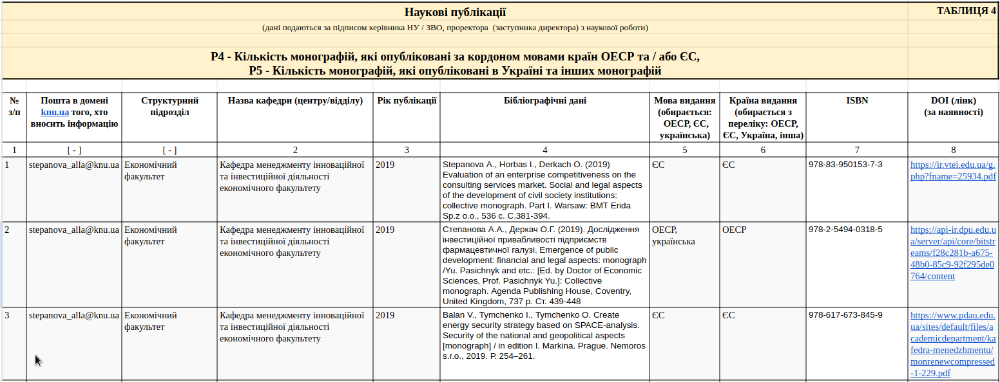 Наукові публікації
ТАБЛИЦЯ 4
(дані подаються за підписом керівника НУ / ЗВО, проректора (заступника директора) з наукової роботи)
P4 - Кількість монографій, які опубліковані за кордоном мовами країн ОЕСР та / або ЄС,
P5 - Кількість монографій, які опубліковані в Україні та інших монографій
№
з/п
Пошта в домені
knu.ua того, хто
вносить інформацію
Структурний
підрозділ
Назва кафедри (центру/відділу)
Рік публікації
Бібліографічні дані
Мова видання
(обирається:
ОЕСР, ЄС,
українська)
Країна видання
(обирається з
переліку: ОЕСР,
ЄС, Україна, інша)
ISBN
DOI (лінк)
(за наявності)
1
[ - ]
[ - ]
2
3
4
5
6
7
8
1
stepanova_alla@knu.ua
Економічний
факультет
Кафедра менеджменту інноваційної
та інвестиційної діяльності
економічного факультету
2019
Stepanova A., Horbas I., Derkach O. (2019)
Evaluation of an enterprise competitiveness on the
consulting services market. Social and legal aspects
of the development of civil society institutions:
collective monograph. Part I. Warsaw: BMT Erida
Sp.z o.o., 536 с. С.381-394.
ЄС
ЄС
978-83-950153-7-3
https://ir.vtei.edu.ua/g.
php?fname=25934.pdf
2
stepanova_alla@knu.ua
Економічний
факультет
Кафедра менеджменту інноваційної
та інвестиційної діяльності
економічного факультету
2019
Степанова А.А., Деркач О.Г. (2019). Дослідження
інвестиційної привабливості підприємств
фармацевтичної галузі. Emergence of public
development: financial and legal aspects: monograph
/Yu. Pasichnyk and etc.: [Ed. by Doctor of Economic
Sciences, Prof. Pasichnyk Yu.]: Collective
monograph. Agenda Publishing House, Coventry,
United Kingdom, 737 p. Ст. 439-448
ОЕСР,
українська
ОЕСР
978-2-5494-0318-5
https://api-ir.dpu.edu.u
a/server/api/core/bitstr
eams/f28c281b-a675-
48b0-85c9-92f295de0
764/content
3
stepanova_alla@knu.ua
Економічний
факультет
Кафедра менеджменту інноваційної
та інвестиційної діяльності
економічного факультету
2019
Balan V., Tymchenko I., Tymchenko O. Create
energy security strategy based on SPACE-analysis.
Security of the national and geopolitical aspects
[monograph] / in edition I. Markina. Prague. Nemoros
s.r.o., 2019. P. 254–261.
ЄС
ЄС
978-617-673-845-9
https://www.pdau.edu.
ua/sites/default/files/a
cademicdepartment/ka
fedra-menedzhmentu/
monrenewcompressed
-1-229.pdf